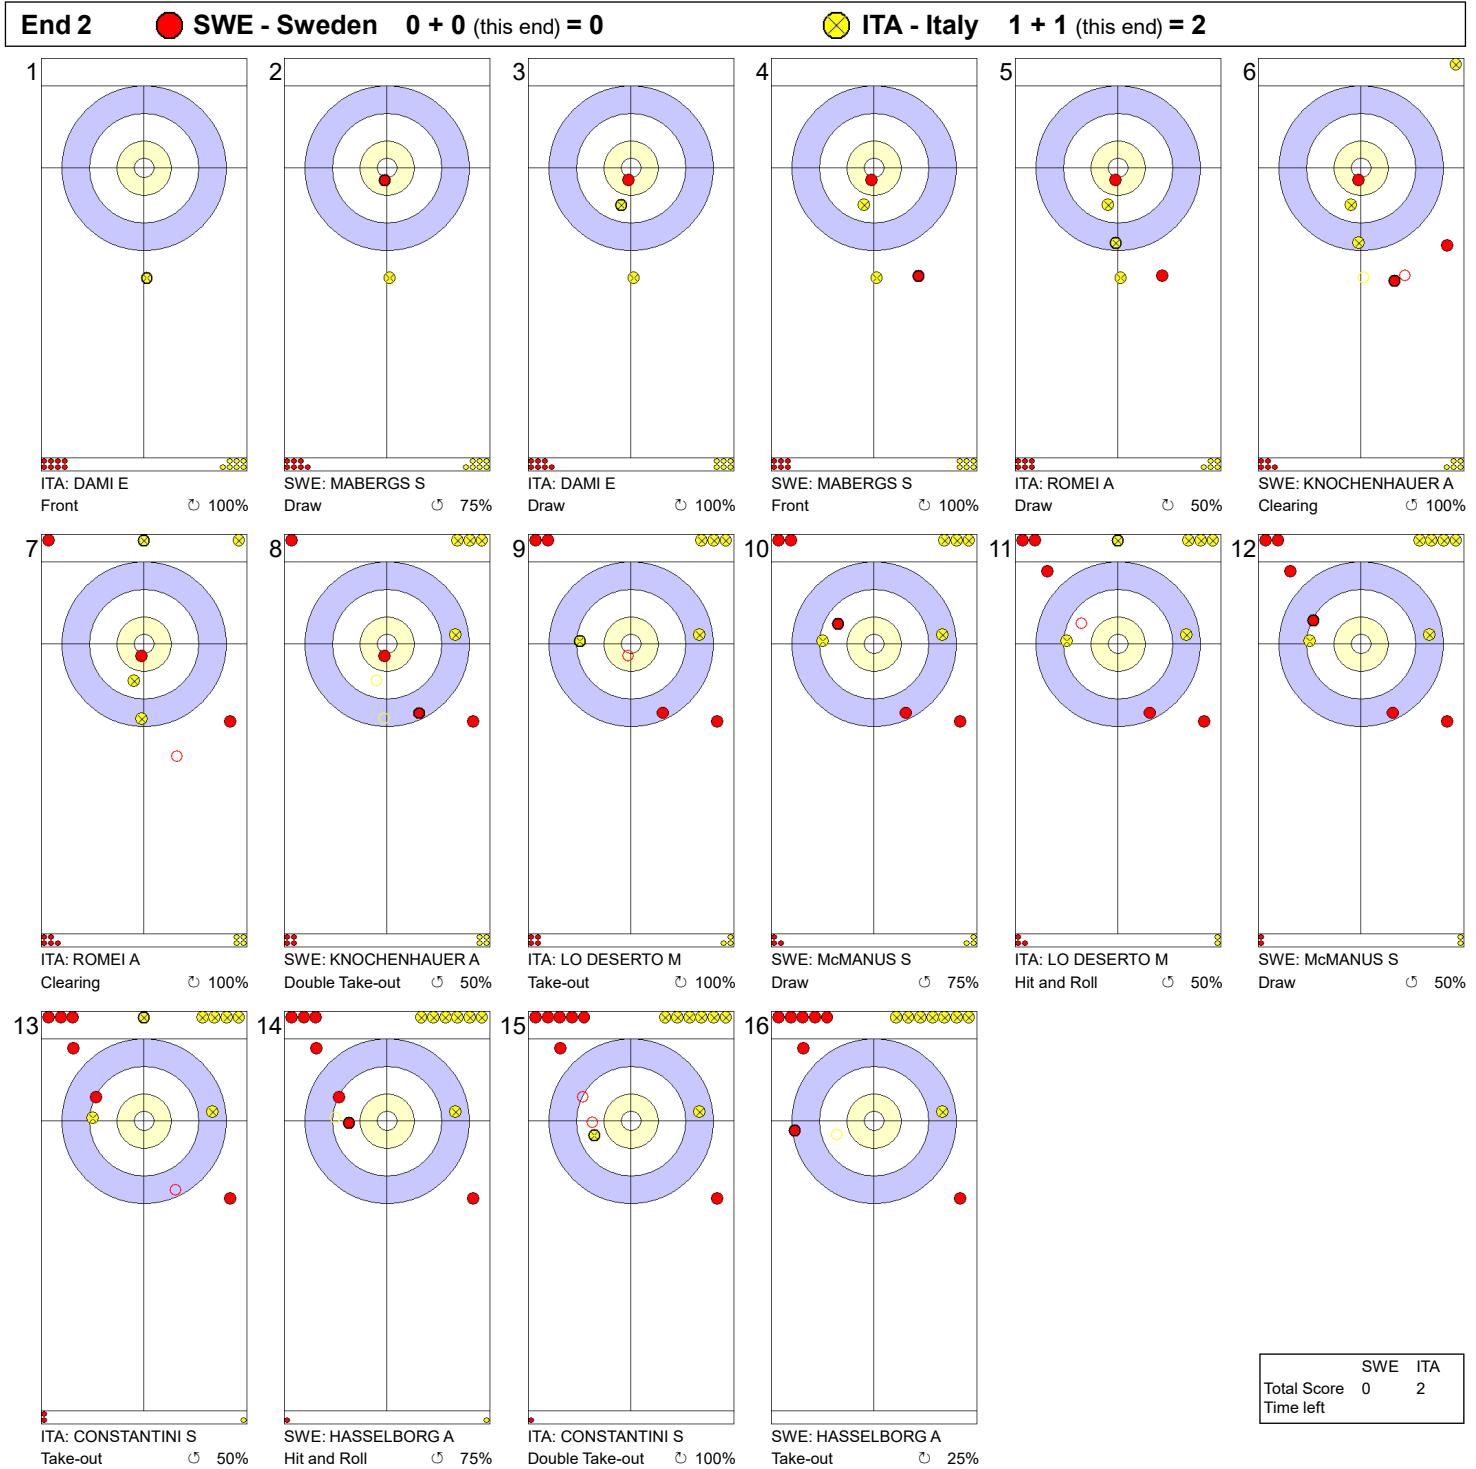 End 2 SWE - Sweden 0 + 0 (this end) = 0 ITA - Italy 1 + 1 (this end) = 2
1 2 3 4 5 6
ITA: DAMI E SWE: MABERGS S ITA: DAMI E SWE: MABERGS S ITA: ROMEI A SWE: KNOCHENHAUER A
Front ↻ 100% Draw ↺ 75% Draw ↻ 100% Front ↺ 100% Draw ↻ 50% Clearing ↺ 100%
7 8 9 10 11 12
ITA: ROMEI A SWE: KNOCHENHAUER A ITA: LO DESERTO M SWE: McMANUS S ITA: LO DESERTO M SWE: McMANUS S
Clearing ↻ 100% Double Take-out ↺ 50% Take-out ↻ 100% Draw ↺ 75% Hit and Roll ↻ 50% Draw ↺ 50%
13 14 15 16
SWE ITA
Total Score 0 2
Time left
ITA: CONSTANTINI S SWE: HASSELBORG A ITA: CONSTANTINI S SWE: HASSELBORG A
Take-out ↺ 50% Hit and Roll ↺ 75% Double Take-out ↻ 100% Take-out ↻ 25%